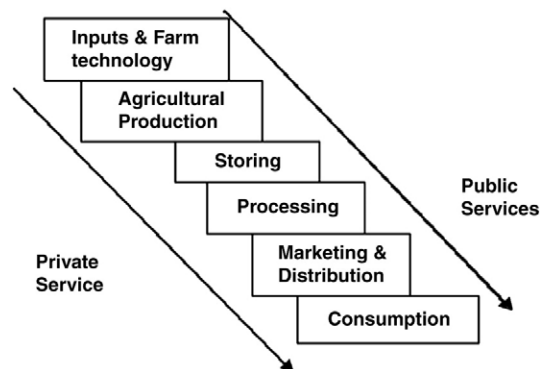 Inputs & Farm
technology
Agricultural
Production
Storing
Processing
Marketing &
Distribution
Consumption
Public
Services
Private
Service